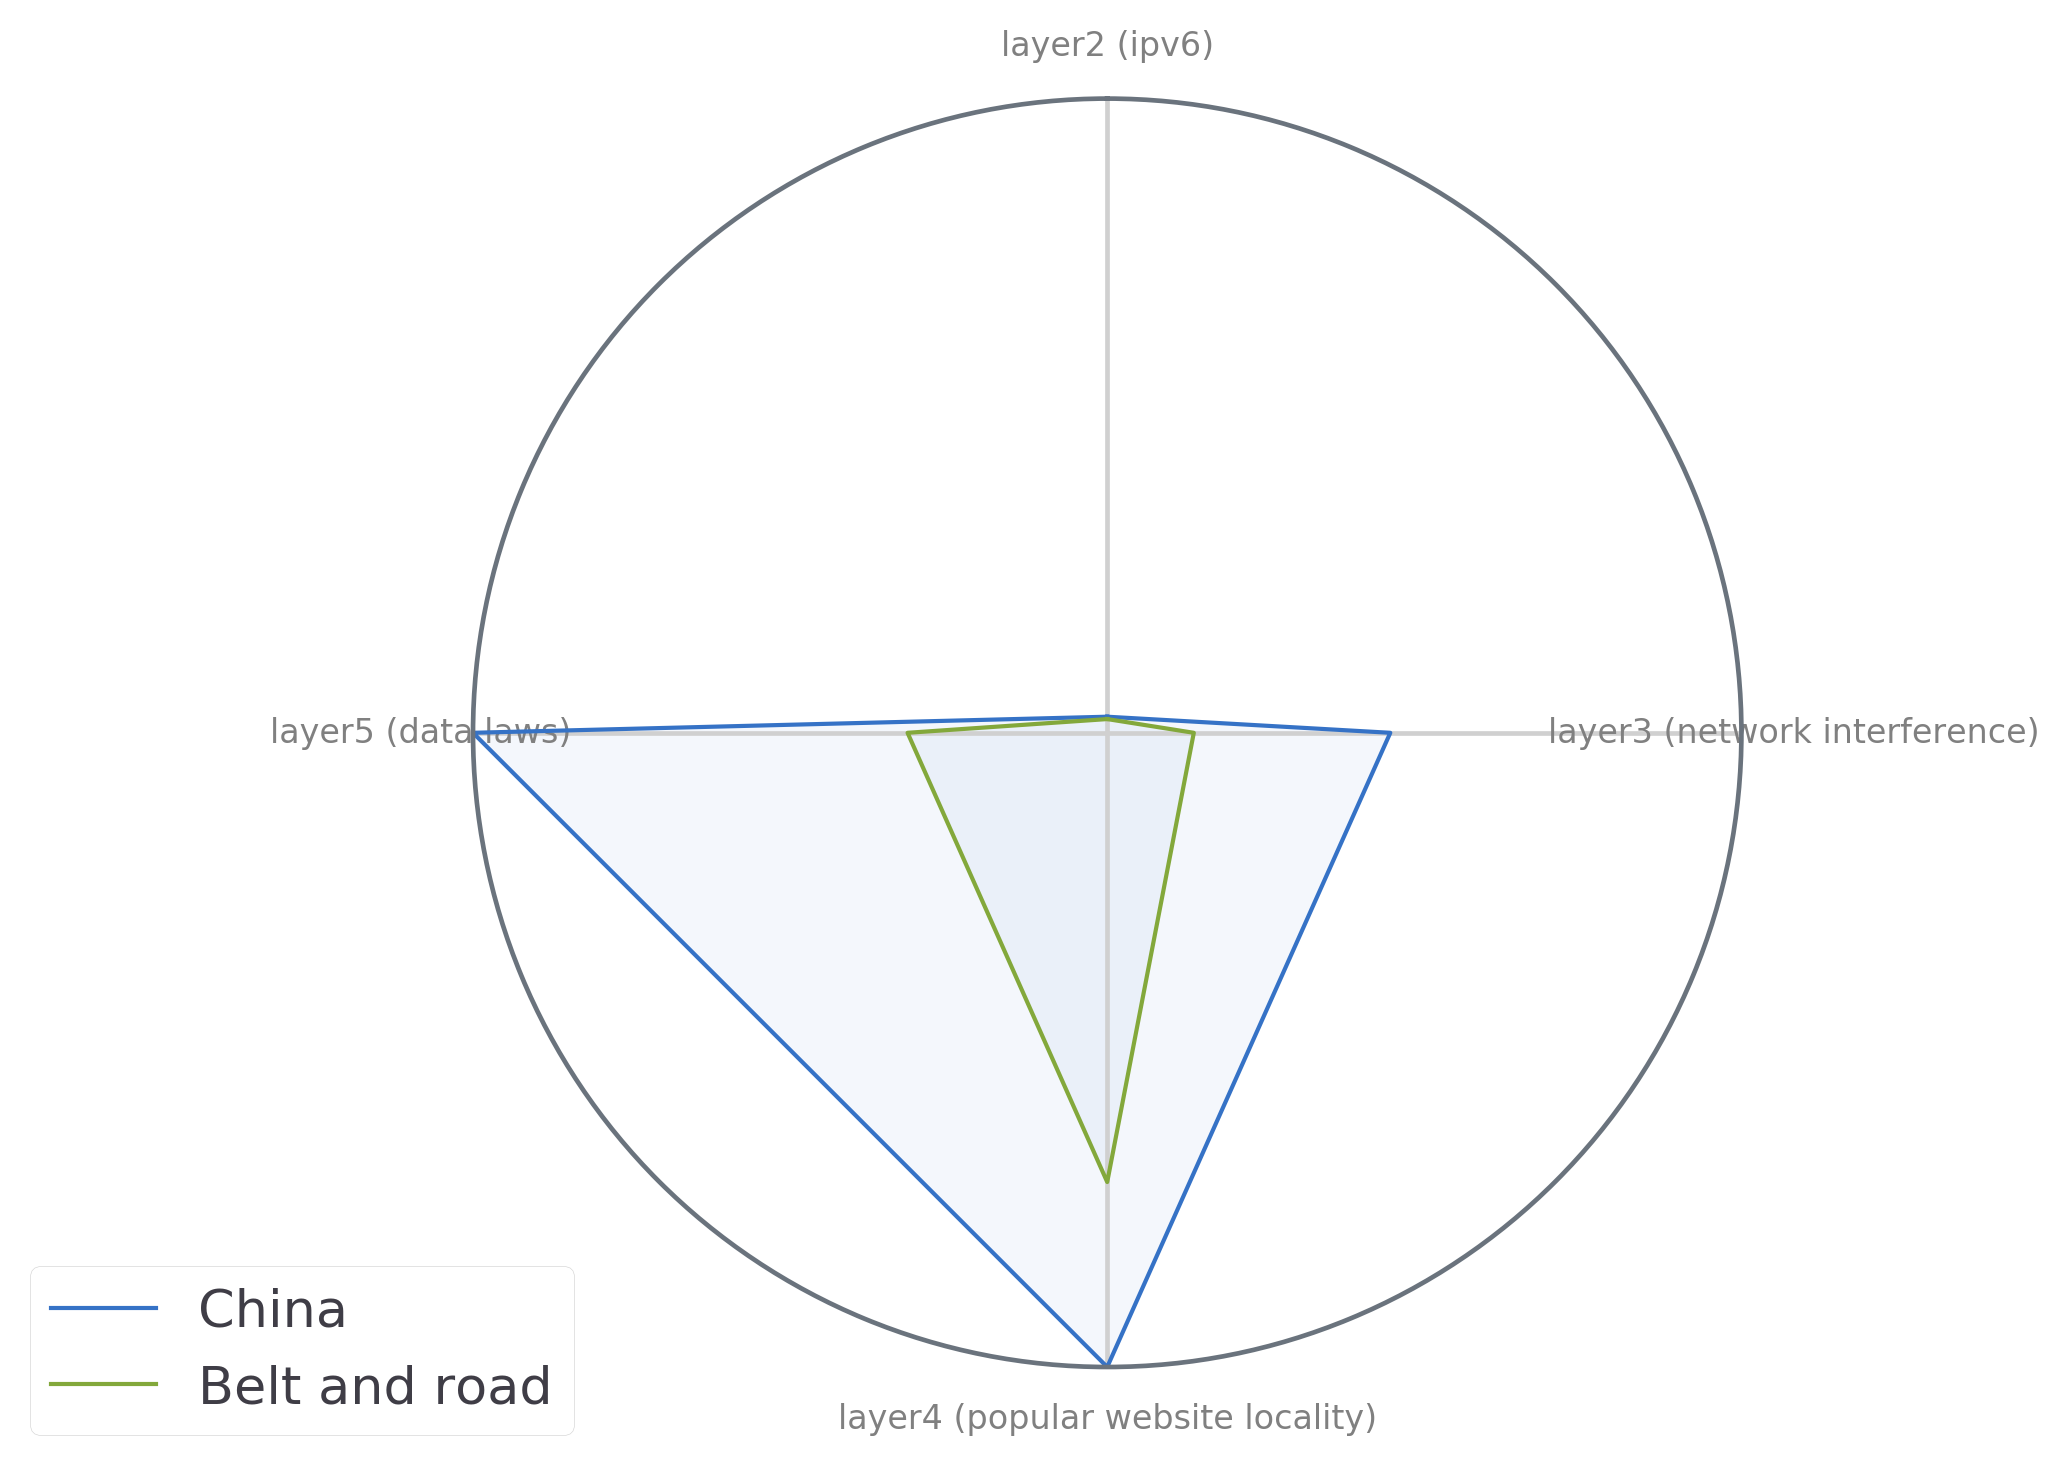 layer2 (ipv6)
layer5 (data laws)
layer3 (network interference)
layer4 (popular website locality)
China
Belt and road